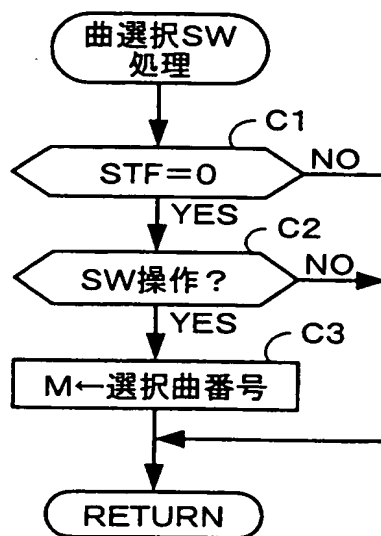 曲選択SW
処理
C1
STF=0
NO
YES
C2
SW操作?
NO
YES
C3
M←選択曲番号
RETURN